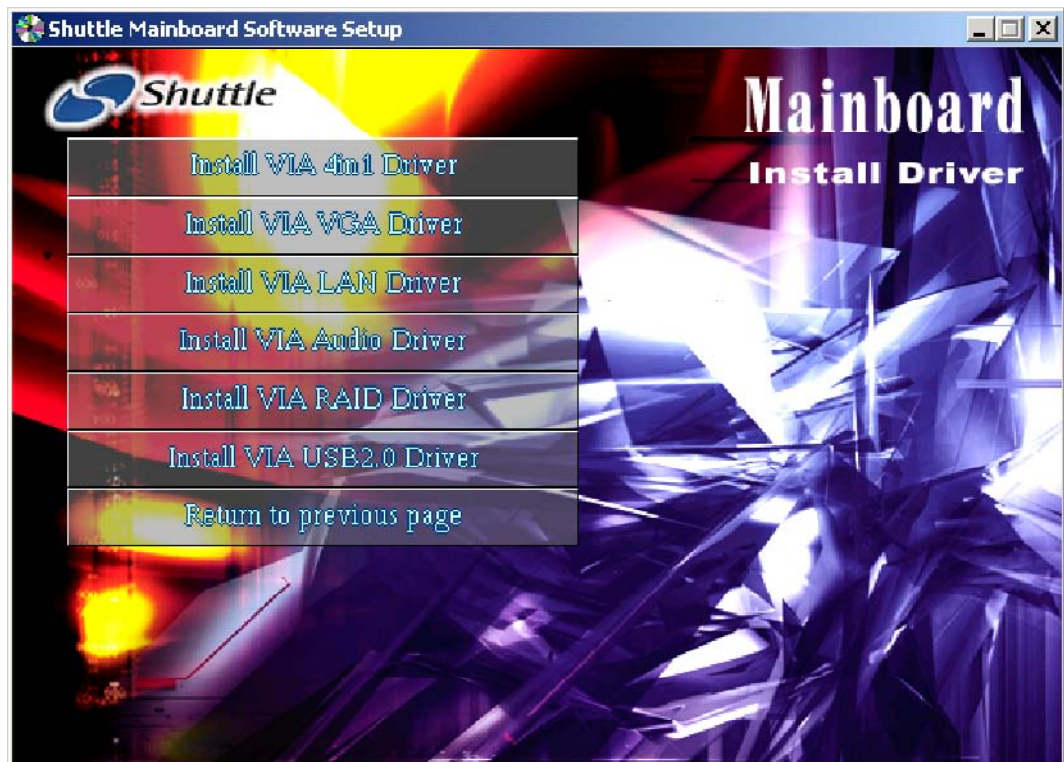 Shuttle Mainboard Software Setup
Shuttle
Mainboard
Install Driver
Install VIA 4in1 Driver
Install VIA VGA Driver
Install VIA LAN Driver
Install VIA Audio Driver
Install VIA RAID Driver
Install VIA USB2.0 Driver
Return to previous page